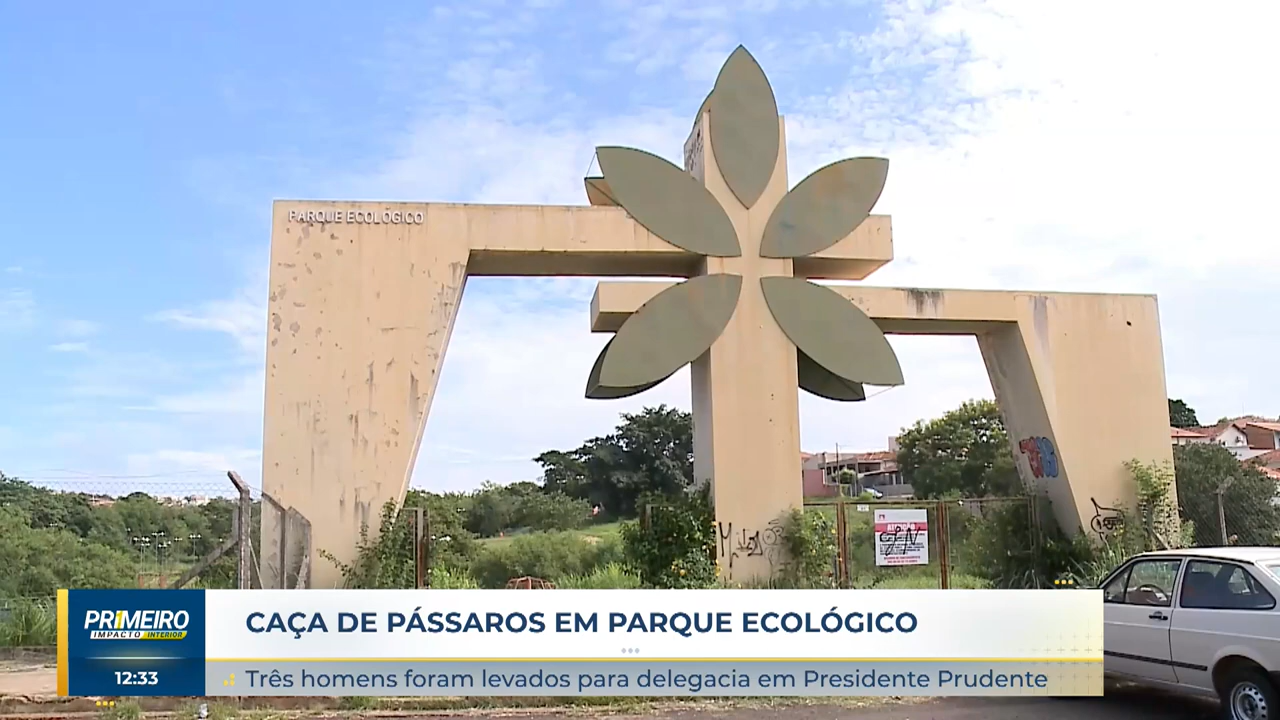 PARQUE ECOLÓGICO
ATENÇÃO
PRIMEIRO
IMPACTO INTERIOR
12:33
CAÇA DE PÁSSAROS EM PARQUE ECOLÓGICO
Três homens foram levados para delegacia em Presidente Prudente